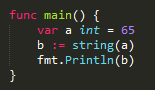 func main() {
    var a int = 65
    b := string(a)
    fmt.Println(b)
}